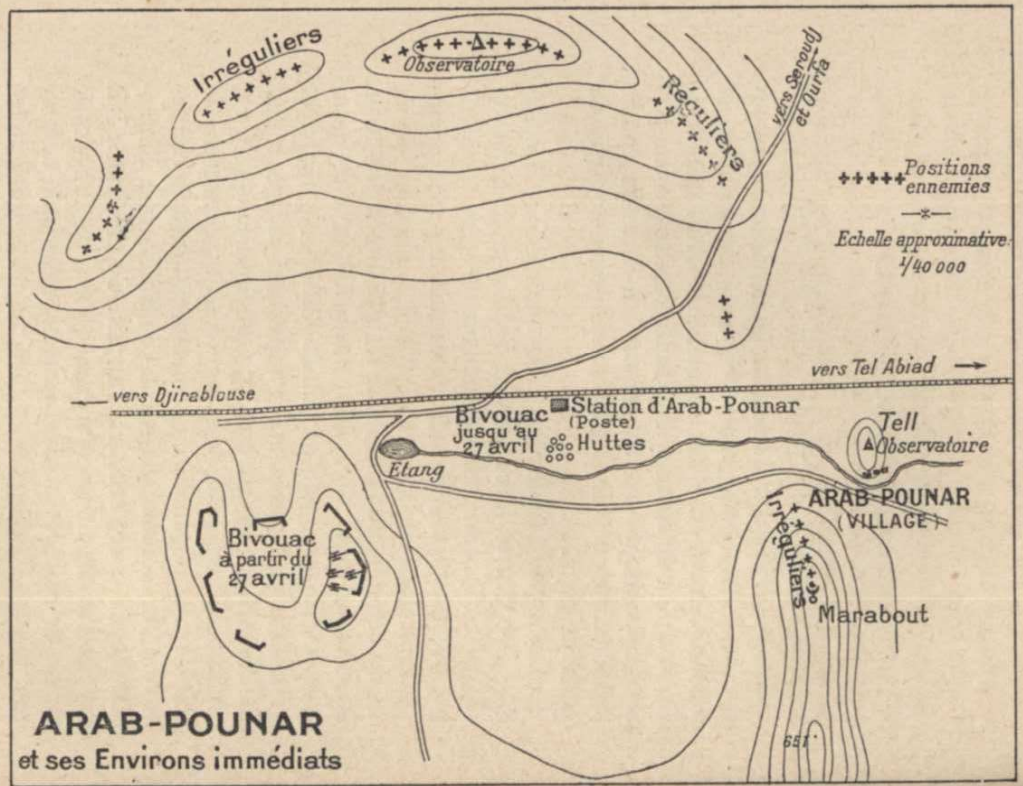 Irréguliers
Observatoire
Réguliers
vers Seroudj
et Ourfa
Positions
ennemies
Echelle approximative:
1/40 000
vers Djirablouse
vers Tel Abiad
Bivouac
jusqu'au
27 avril
Station d'Arab-Pounar
(Poste)
Huttes
Etang
Tell
Observatoire
ARAB-POUNAR
(VILLAGE)
Irréguliers
Marabout
Bivouac
à partir du
27 avril
651
ARAB-POUNAR
et ses Environs immédiats